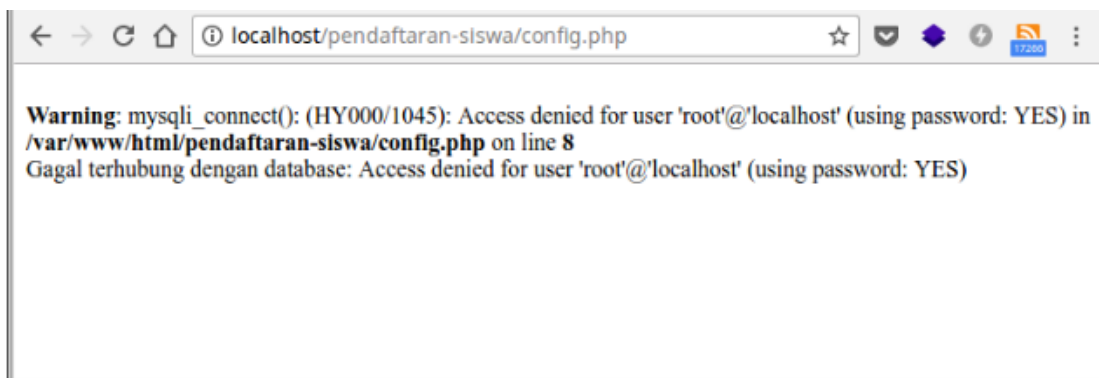 localhost/pendaftaran-siswa/config.php
17260
Warning: mysqli_connect(): (HY000/1045): Access denied for user 'root'@'localhost' (using password: YES) in
/var/www/html/pendaftaran-siswa/config.php on line 8
Gagal terhubung dengan database: Access denied for user 'root'@'localhost' (using password: YES)